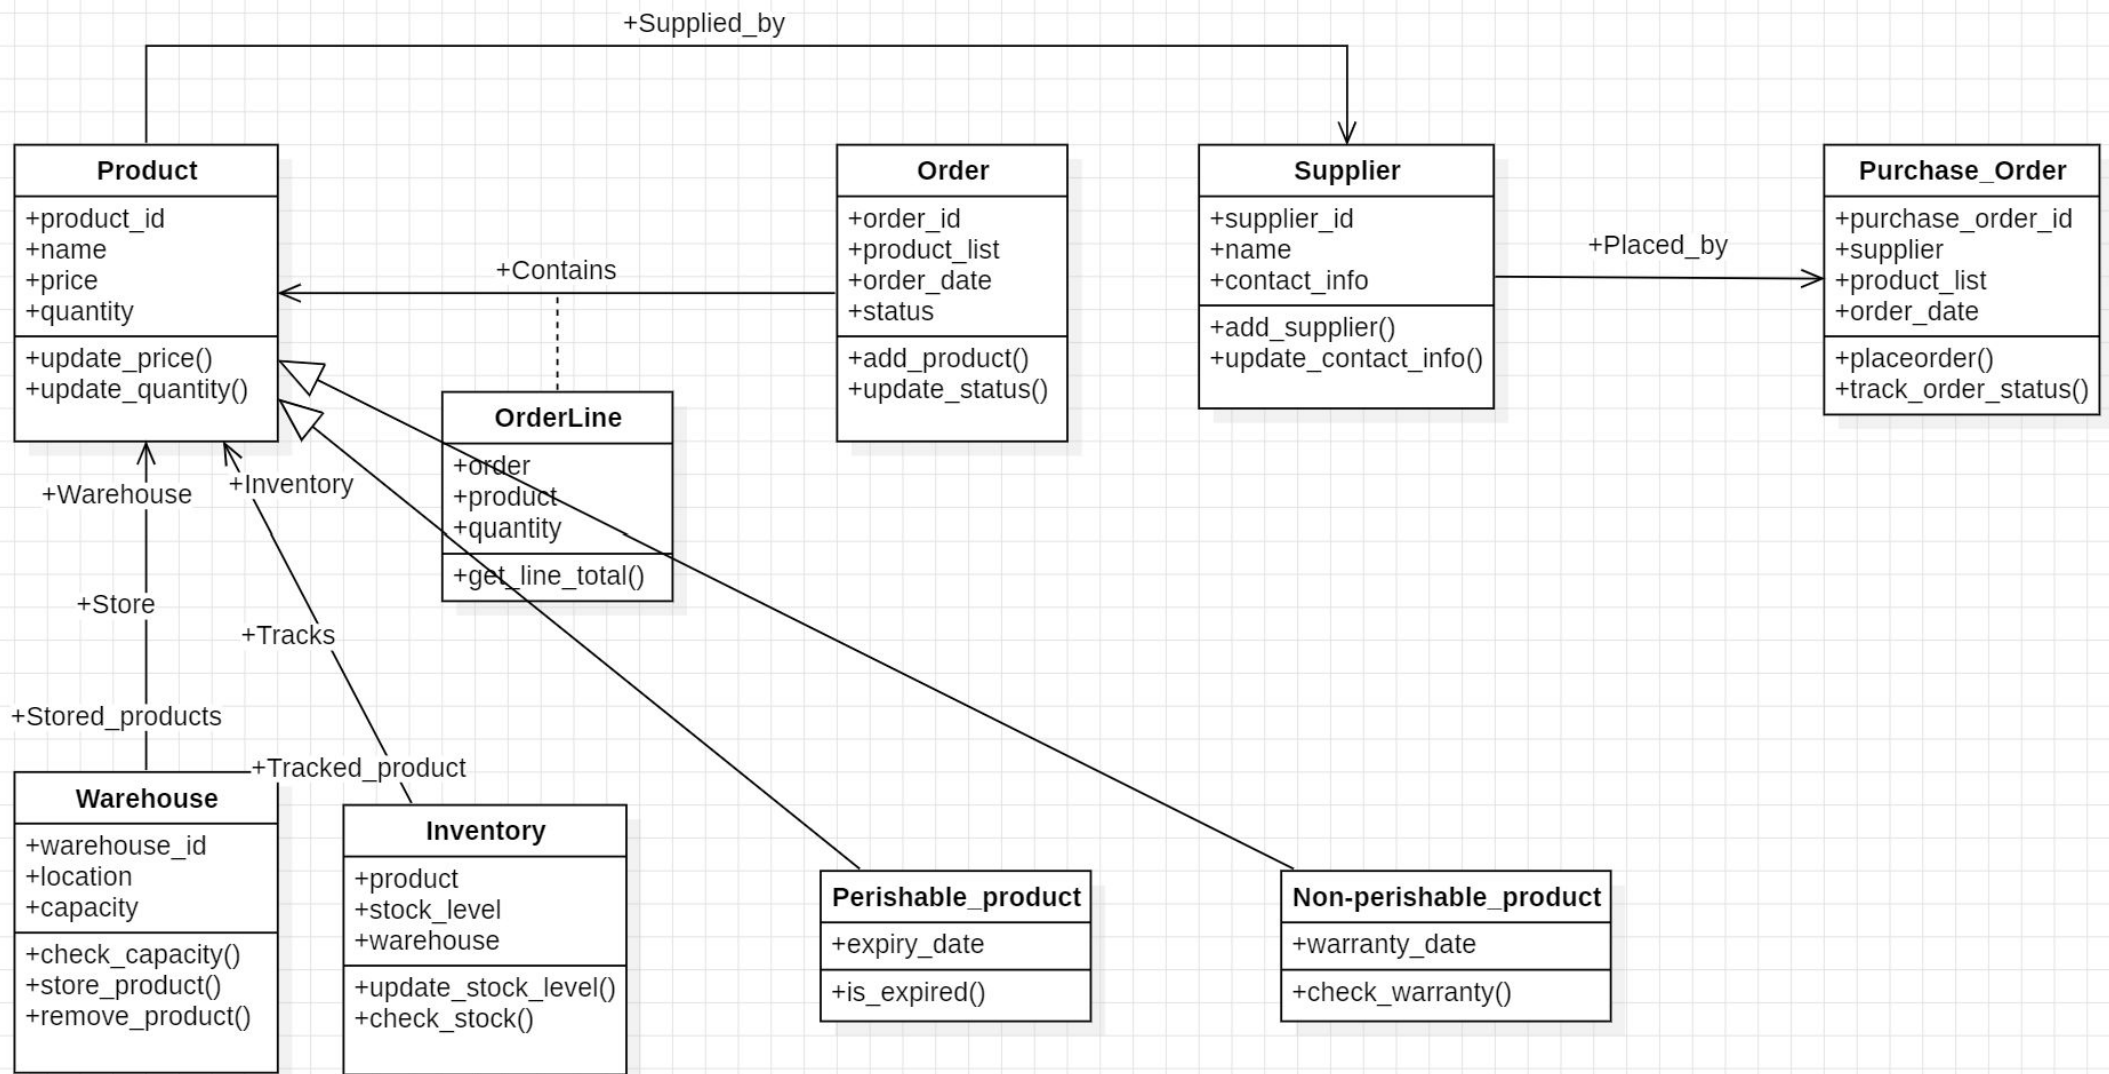 +Supplied_by
Product
+product_id
+name
+price
+quantity
+update_price()
+update_quantity()
+Contains
Order
+order_id
+product_list
+order_date
+status
+add_product()
+update_status()
Supplier
+supplier_id
+name
+contact_info
+add_supplier()
+update_contact_info()
+Placed_by
Purchase_Order
+purchase_order_id
+supplier
+product_list
+order_date
+placeorder()
+track_order_status()
OrderLine
+order
+product
+quantity
+get_line_total()
+Warehouse
+Inventory
+Store
+Tracks
+Stored_products
+Tracked_product
Warehouse
+warehouse_id
+location
+capacity
+check_capacity()
+store_product()
+remove_product()
Inventory
+product
+stock_level
+warehouse
+update_stock_level()
+check_stock()
Perishable_product
+expiry_date
+is_expired()
Non-perishable_product
+warranty_date
+check_warranty()